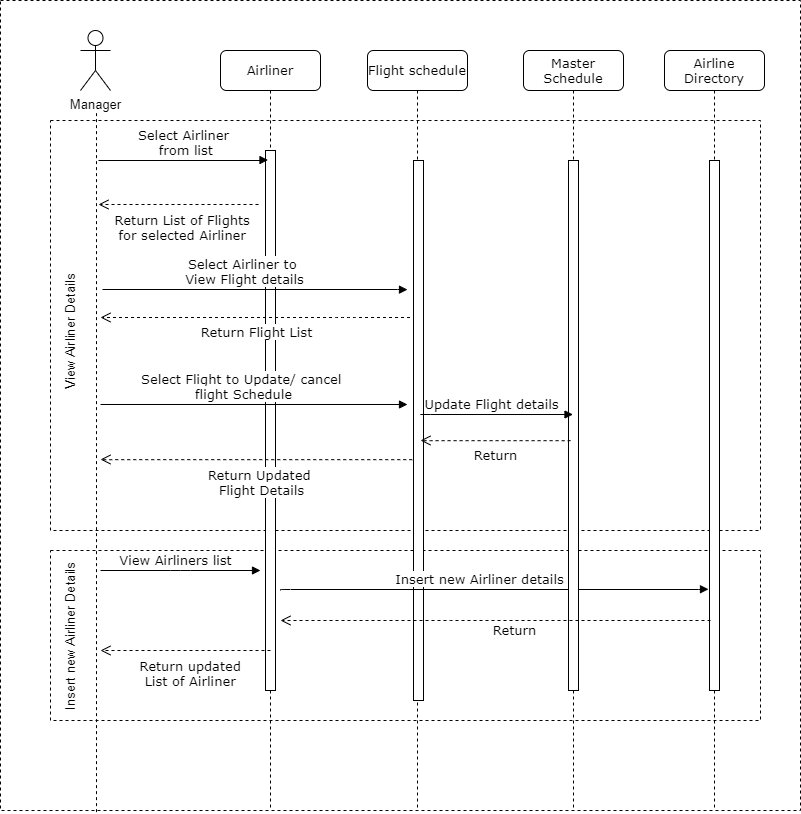 Manager
Airliner
Flight schedule
Master
Schedule
Airline
Directory
View Airliner Details
Select Airliner
from list
Return List of Flights
for selected Airliner
Select Airliner to
View Flight details
Return Flight List
Select Flight to Update/ cancel
flight Schedule
Update Flight details
Return
Return Updated
Flight Details
Insert new Airliner Details
View Airliners list
Insert new Airliner details
Return
Return updated
List of Airliner